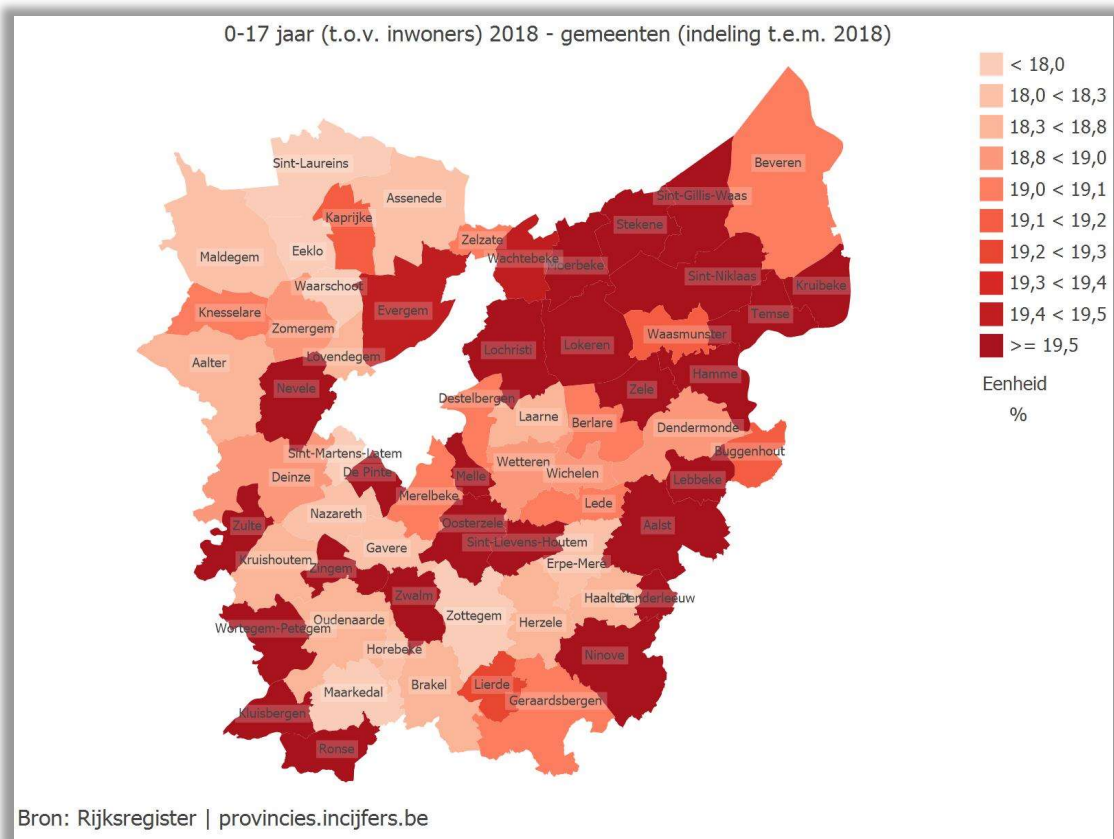 0-17 jaar (t.o.v. inwoners) 2018 - gemeenten (indeling t.e.m. 2018)
< 18,0
18,0 < 18,3
18,3 < 18,8
18,8 < 19,0
19,0 < 19,1
19,1 < 19,2
19,2 < 19,3
19,3 < 19,4
19,4 < 19,5
>= 19,5
Eenheid
%
Beveren
Sint-Laureins
Sint-Gillis-Waas
Assenede
Kaprijke
Stekene
Zelzate
Eeklo
Maldegem
Wachtebeke
Moerbeke
Sint-Niklaas
Kruibeke
Waarschoot
Knesselare
Evergem
Temse
Zomergem
Waasmunster
Lovendegem
Lochristi
Lokeren
Aalter
Nevele
Hamme
Zele
Destelbergen
Laarne
Berlare
Dendermonde
Sint-Martens-Latem
Buggenhout
De Pinte
Wetteren
Deinze
Melle
Wichelen
Lebbeke
Merelbeke
Lede
Nazareth
Zulte
Oosterzele
Aalst
Sint-Lievens-Houtem
Gavere
Kruishoutem
Erpe-Mere
Zingem
Zwalm
Haaltert
Denderleeuw
Zottegem
Oudenaarde
Herzele
Wortegem-Petegem
Horebeke
Ninove
Maarkedal
Brakel
Lierde
Geraardsbergen
Kluisbergen
Ronse
Bron: Rijksregister | provincies.incijfers.be